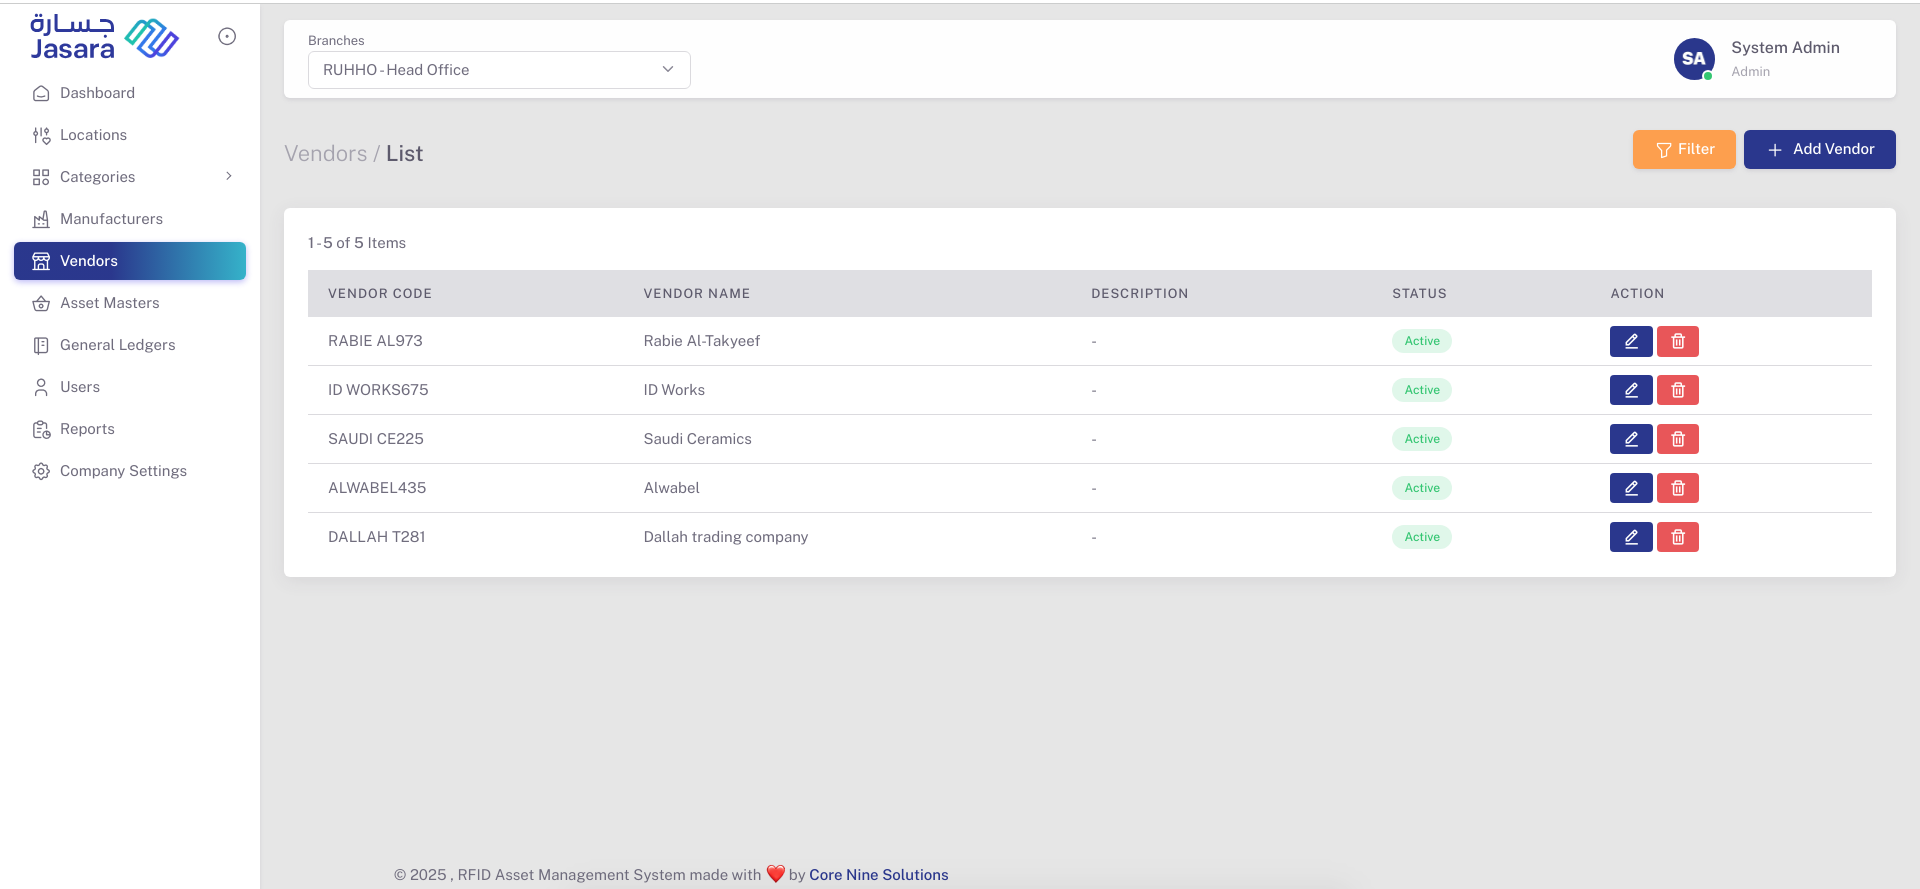 جسارة
Jasara
Dashboard
Locations
Categories
Manufacturers
Vendors
Asset Masters
General Ledgers
Users
Reports
Company Settings
Branches
RUHHO - Head Office
SA
System Admin
Admin
Vendors / List
Filter
Add Vendor
1 - 5 of 5 Items
VENDOR CODE VENDOR NAME DESCRIPTION STATUS ACTION
RABIE AL973 Rabie Al-Takyeef - Active
ID WORKS675 ID Works - Active
SAUDI CE225 Saudi Ceramics - Active
ALWABEL435 Alwabel - Active
DALLAH T281 Dallah trading company - Active
© 2025 , RFID Asset Management System made with ❤️ by Core Nine Solutions